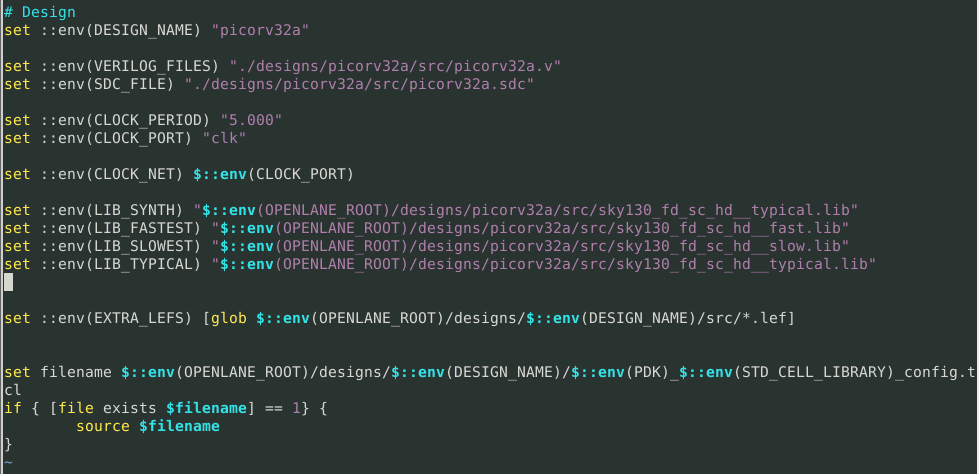 # Design
set ::env(DESIGN_NAME) "picorv32a"
set ::env(VERILOG_FILES) "./designs/picorv32a/src/picorv32a.v"
set ::env(SDC_FILE) "./designs/picorv32a/src/picorv32a.sdc"
set ::env(CLOCK_PERIOD) "5.000"
set ::env(CLOCK_PORT) "clk"
set ::env(CLOCK_NET) $::env(CLOCK_PORT)
set ::env(LIB_SYNTH) "$::env(OPENLANE_ROOT)/designs/picorv32a/src/sky130_fd_sc_hd__typical.lib"
set ::env(LIB_FASTEST) "$::env(OPENLANE_ROOT)/designs/picorv32a/src/sky130_fd_sc_hd__fast.lib"
set ::env(LIB_SLOWEST) "$::env(OPENLANE_ROOT)/designs/picorv32a/src/sky130_fd_sc_hd__slow.lib"
set ::env(LIB_TYPICAL) "$::env(OPENLANE_ROOT)/designs/picorv32a/src/sky130_fd_sc_hd__typical.lib"
set ::env(EXTRA_LEFS) [glob $::env(OPENLANE_ROOT)/designs/$::env(DESIGN_NAME)/src/*.lef]
set filename $::env(OPENLANE_ROOT)/designs/$::env(DESIGN_NAME)/$::env(PDK)_$::env(STD_CELL_LIBRARY)_config.t
cl
if { [file exists $filename] == 1} {
        source $filename
}
~